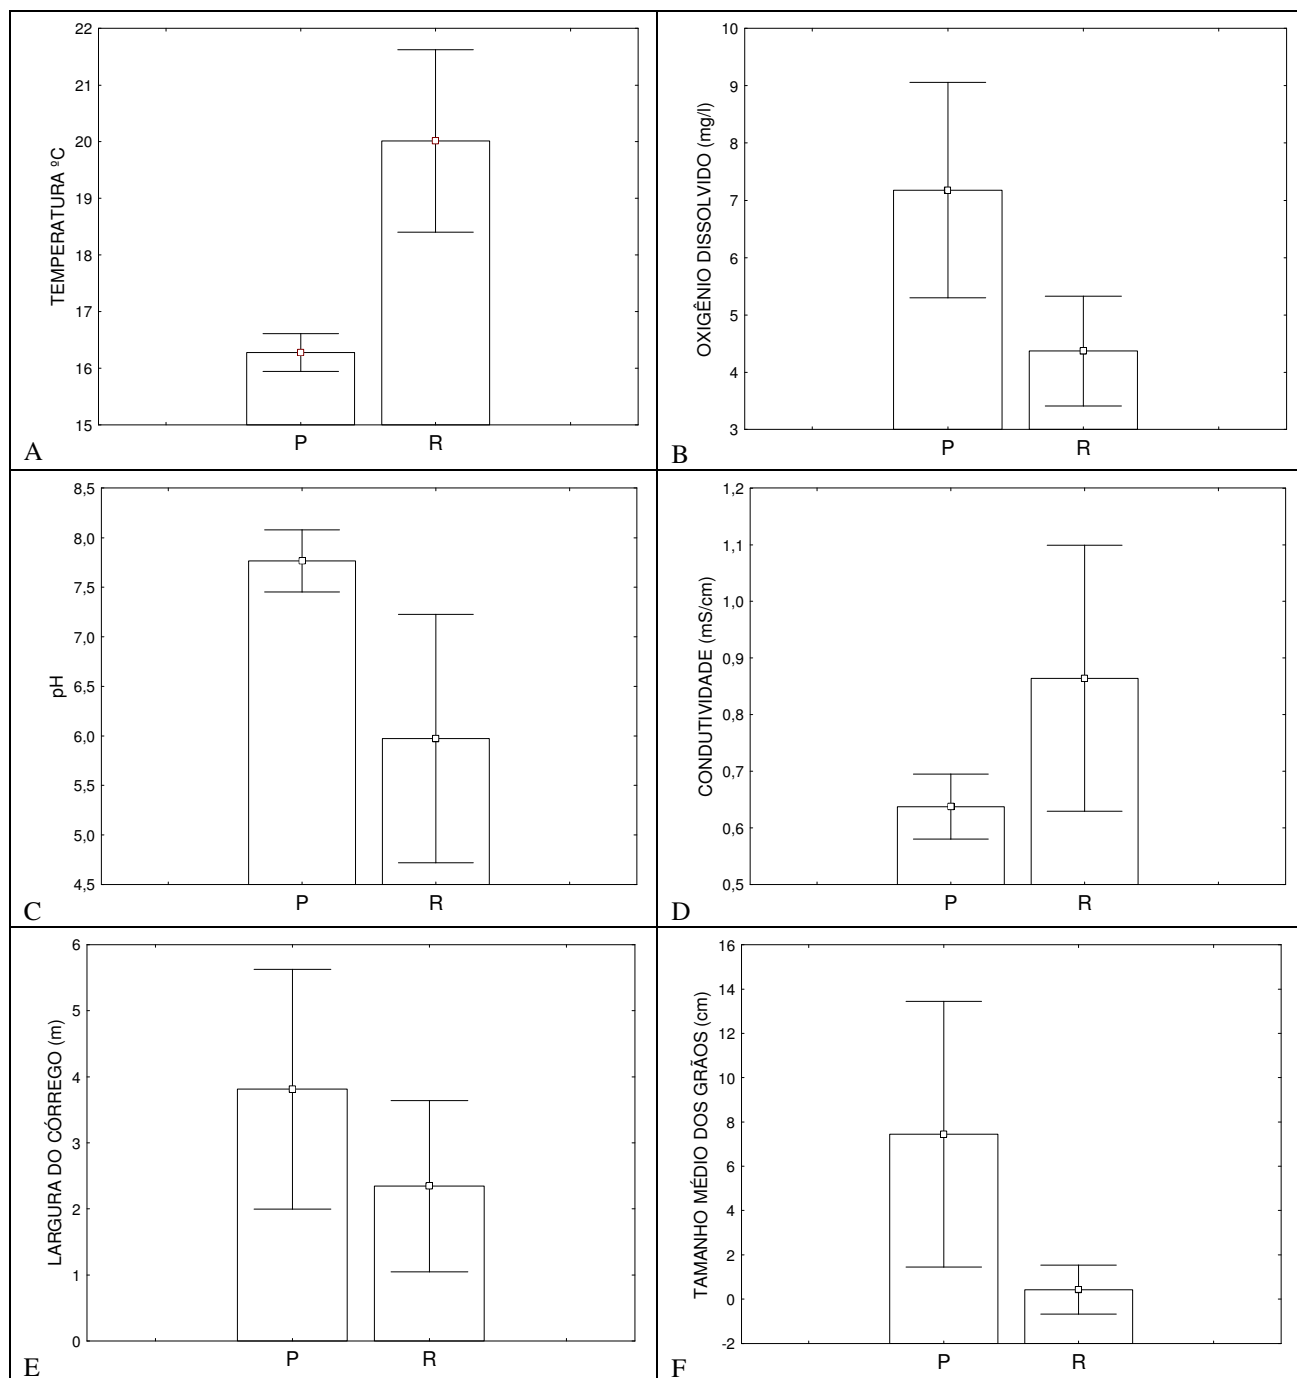 TEMPERATURA ºC
22
21
20
19
18
17
16
15
P R
A
OXIGÊNIO DISSOLVIDO (mg/l)
10
9
8
7
6
5
4
3
P R
B
pH
8,5
8,0
7,5
7,0
6,5
6,0
5,5
5,0
4,5
P R
C
CONDUTIVIDADE (mS/cm)
1,2
1,1
1,0
0,9
0,8
0,7
0,6
0,5
P R
D
LARGURA DO CÓRREGO (m)
6
5
4
3
2
1
0
P R
E
TAMANHO MÉDIO DOS GRÃOS (cm)
16
14
12
10
8
6
4
2
0
-2
P R
F